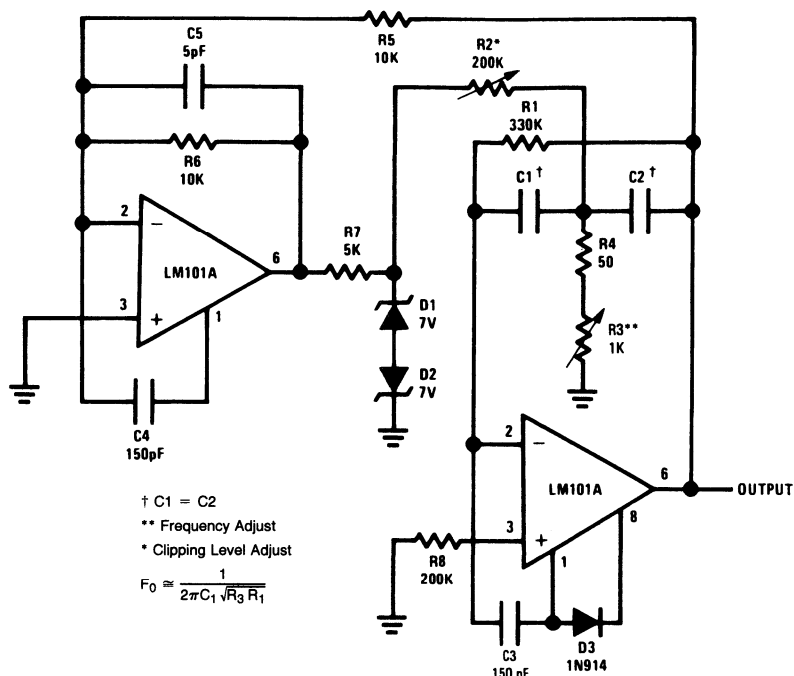 R5
10K
C5
5pF
R2*
200K
R6
10K
R1
330K
C1†
C2†
2
−
LM101A
6
3
+
1
R7
5K
R4
50
D1
7V
R3**
1K
D2
7V
C4
150pF
2
−
LM101A
6
OUTPUT
3
+
8
1
R8
200K
† C1 = C2
** Frequency Adjust
* Clipping Level Adjust
F₀ ≅ 1 / 2πC₁ √R₃ R₁
C3
150 pF
D3
1N914